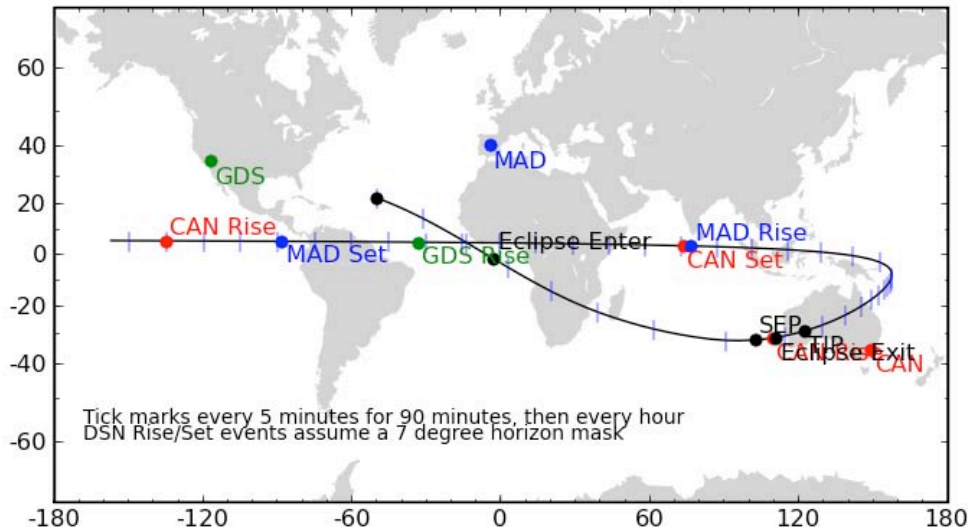 60
40
20
0
-20
-40
-60
GDS
MAD
CAN Rise
MAD Set
GDS Rise
Eclipse Enter
MAD Rise
CAN Set
SEP
TIP
CAN Rise
Eclipse Exit
CAN
Tick marks every 5 minutes for 90 minutes, then every hour
DSN Rise/Set events assume a 7 degree horizon mask
-180 -120 -60 0 60 120 180